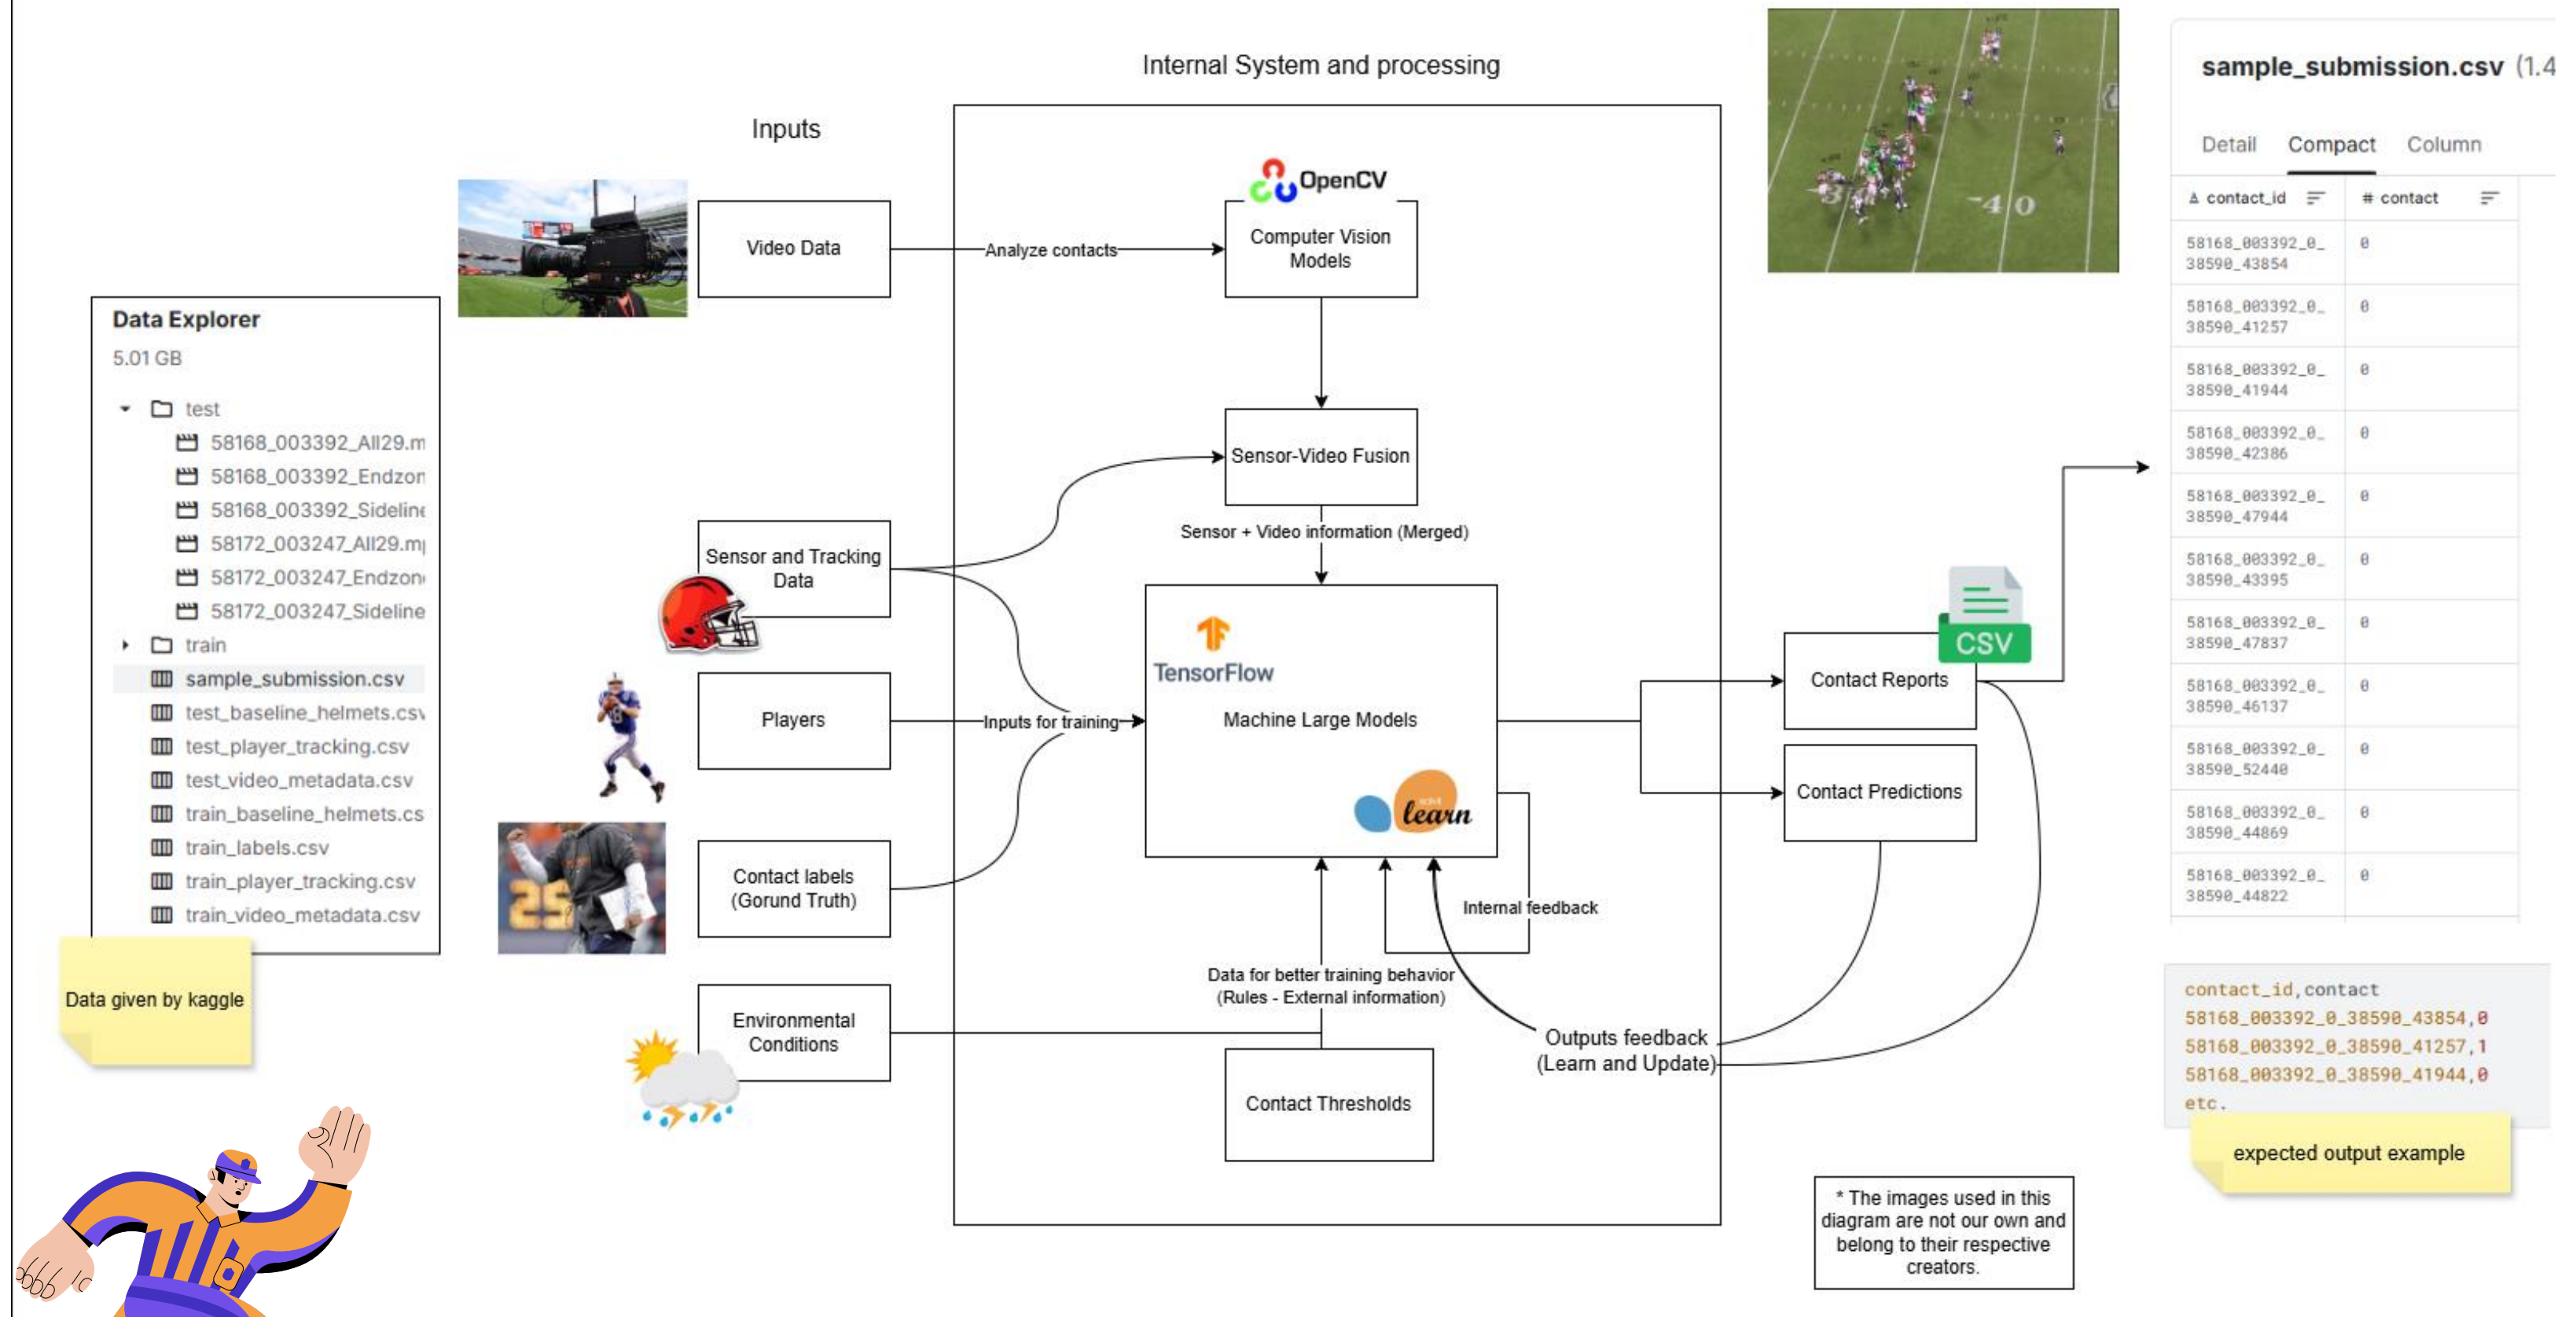 Internal System and processing
Inputs
Data Explorer
5.01 GB
test
58168_003392_All29.m
58168_003392_Endzon
58168_003392_Sideline
58172_003247_All29.m
58172_003247_Endzon
58172_003247_Sideline
train
sample_submission.csv
test_baseline_helmets.csv
test_player_tracking.csv
test_video_metadata.csv
train_baseline_helmets.cs
train_labels.csv
train_player_tracking.csv
train_video_metadata.csv
Data given by kaggle
Video Data
Analyze contacts
OpenCV
Computer Vision
Models
Sensor-Video Fusion
Sensor + Video information (Merged)
Sensor and Tracking
Data
Players
Inputs for training
25
Contact labels
(Gorund Truth)
Environmental
Conditions
TensorFlow
Machine Large Models
learn
Internal feedback
Data for better training behavior
(Rules - External information)
Contact Thresholds
Outputs feedback
(Learn and Update)
CSV
Contact Reports
Contact Predictions
40
* The images used in this
diagram are not our own and
belong to their respective
creators.
sample_submission.csv (1.4
Detail Compact Column
contact_id # contact
58168_003392_0_ 0
38590_43854
58168_003392_0_ 0
38590_41257
58168_003392_0_ 0
38590_41944
58168_003392_0_ 0
38590_42386
58168_003392_0_ 0
38590_47944
58168_003392_0_ 0
38590_43395
58168_003392_0_ 0
38590_47837
58168_003392_0_ 0
38590_46137
58168_003392_0_ 0
38590_52440
58168_003392_0_ 0
38590_44869
58168_003392_0_ 0
38590_44822
contact_id,contact
58168_003392_0_38590_43854,0
58168_003392_0_38590_41257,1
58168_003392_0_38590_41944,0
etc.
expected output example